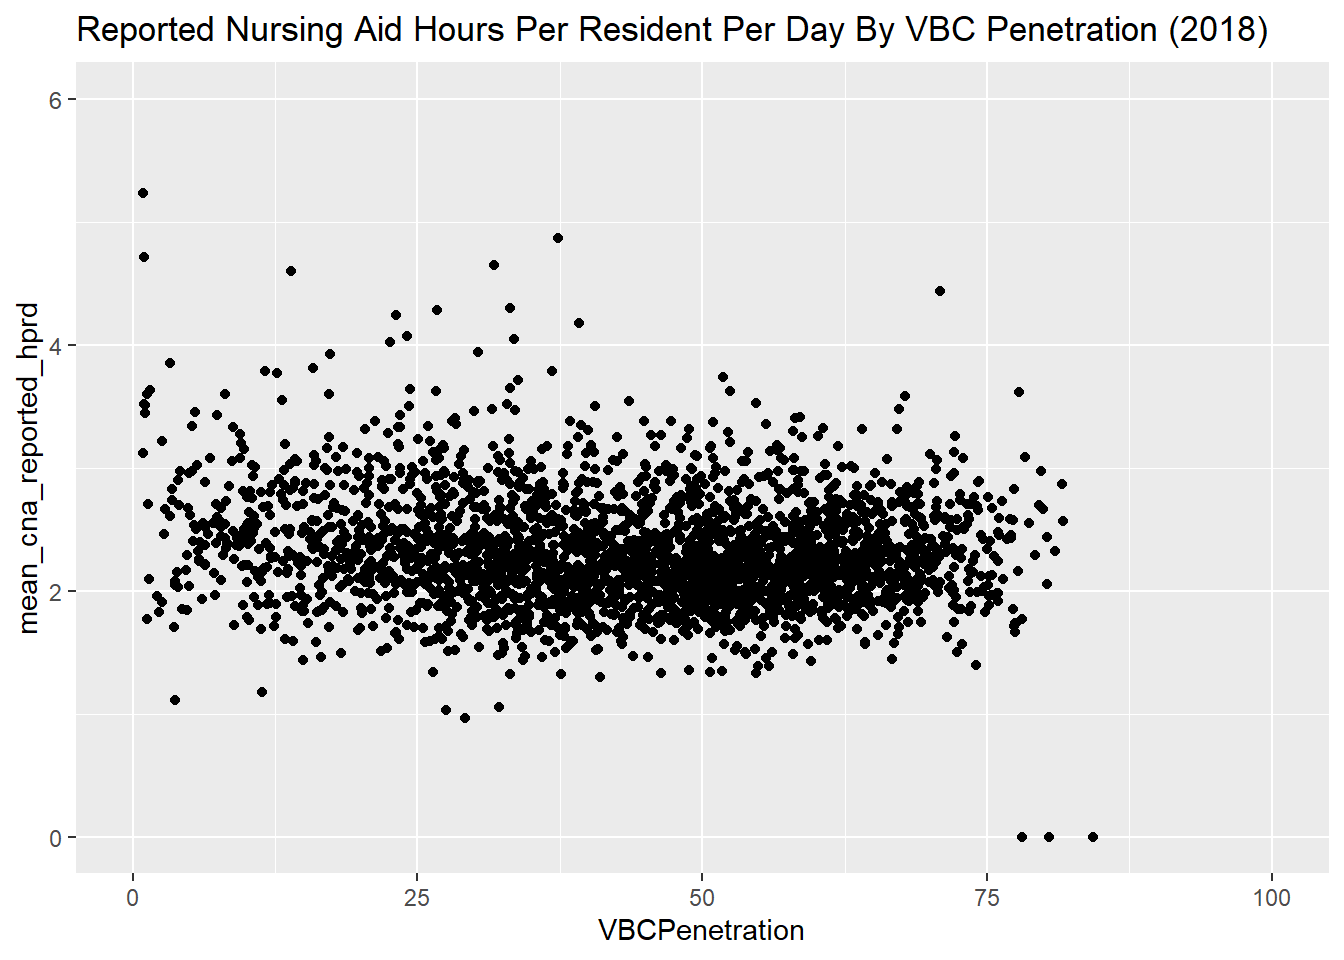 Reported Nursing Aid Hours Per Resident Per Day By VBC Penetration (2018)
mean_cna_reported_hprd
6
4
2
0
0 25 50 75 100
VBCPenetration